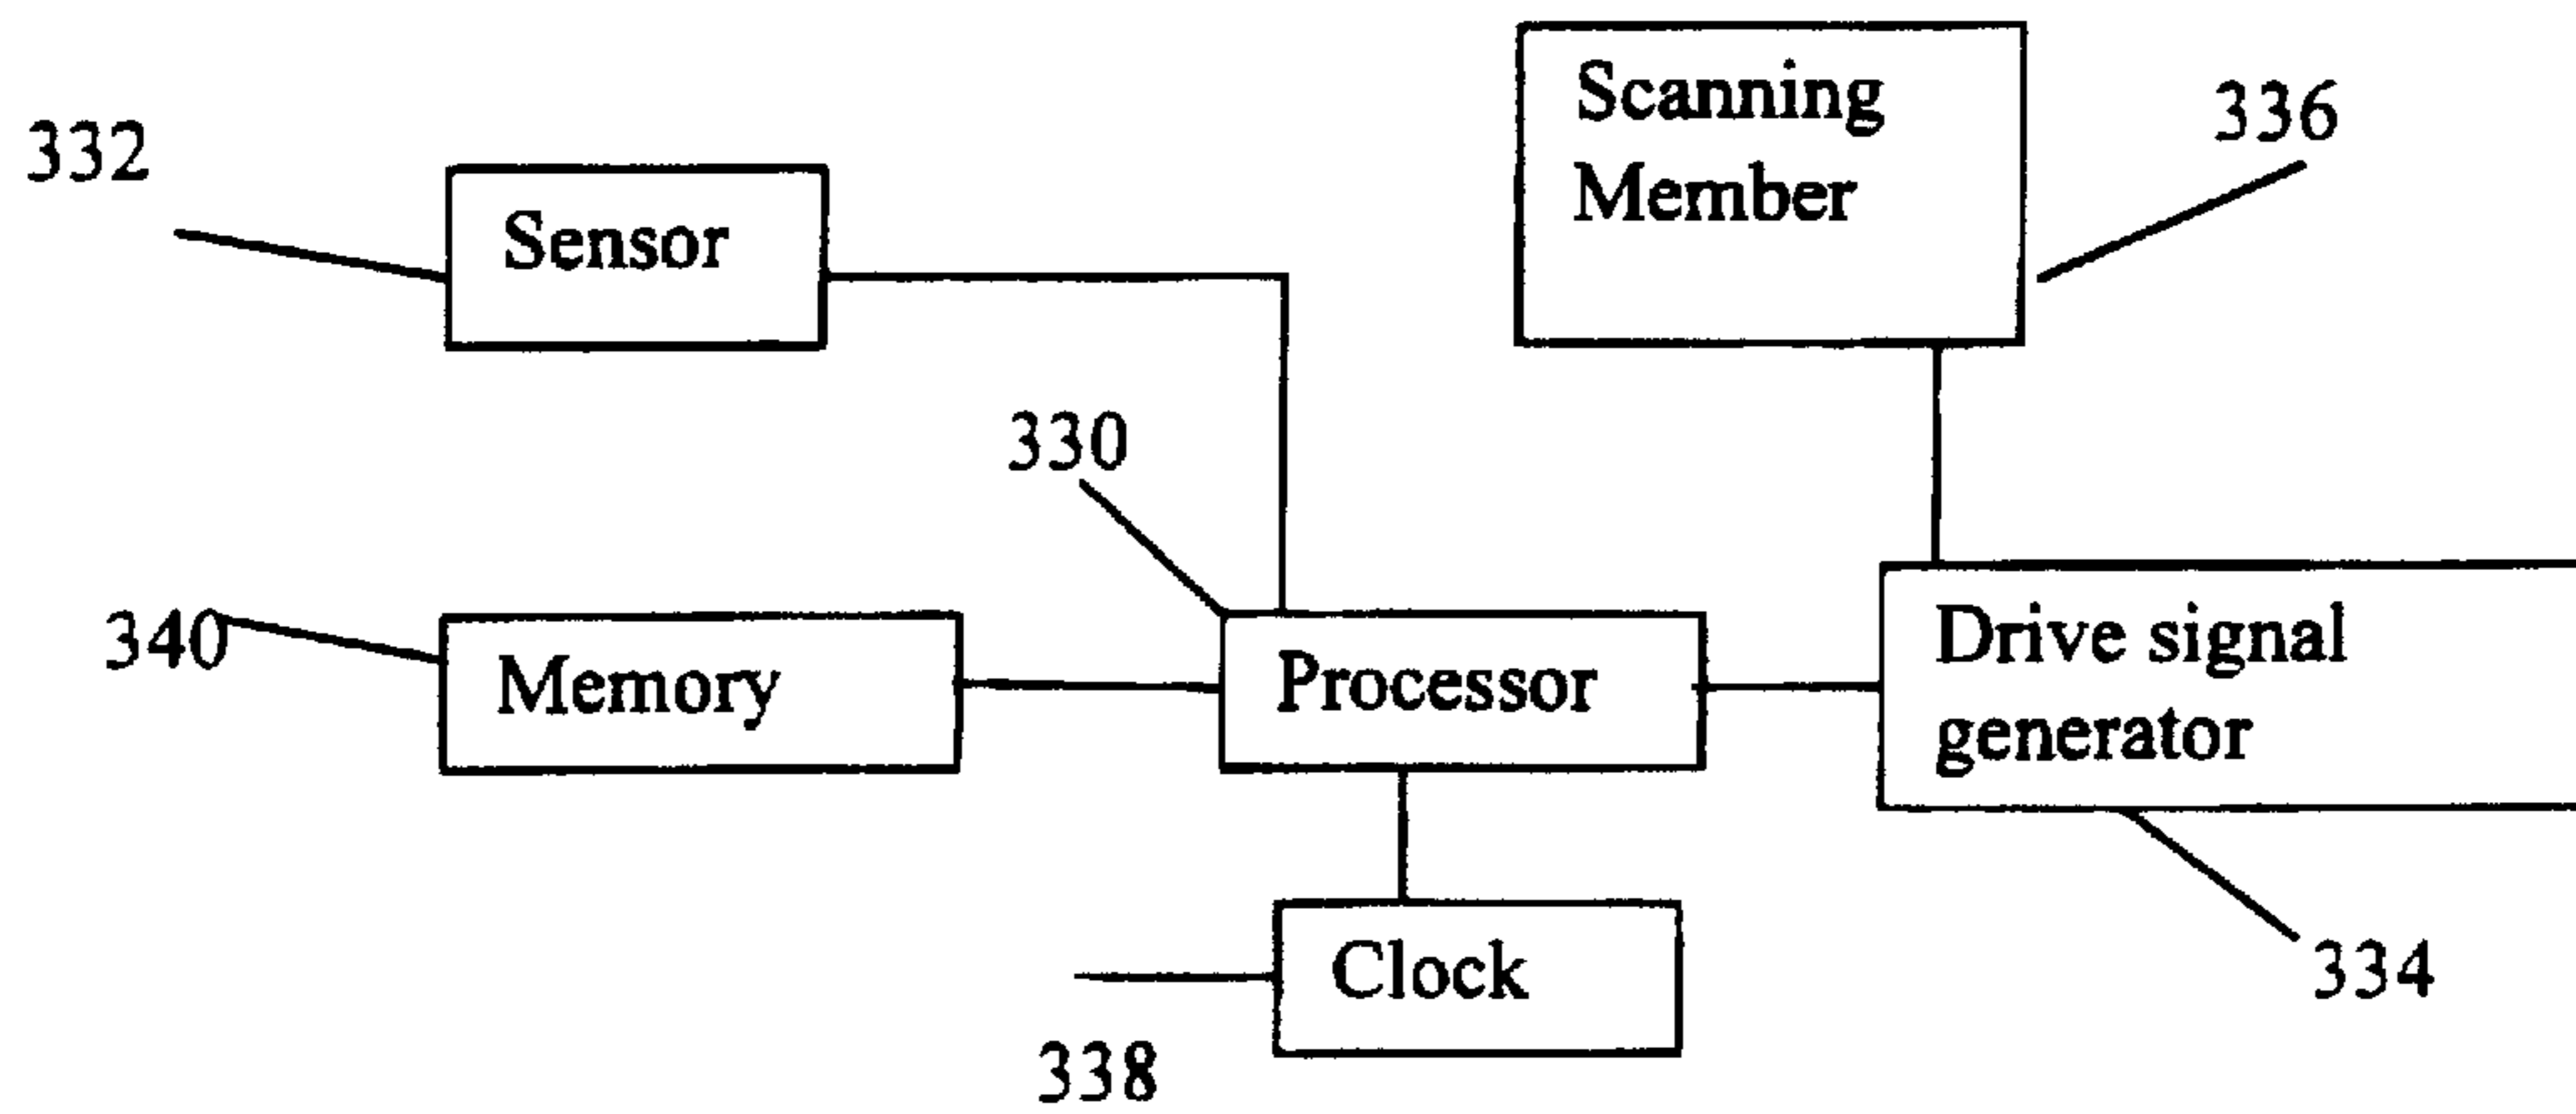 Scanning
Member
336
332
Sensor
330
340
Memory
Processor
Drive signal
generator
Clock
334
338